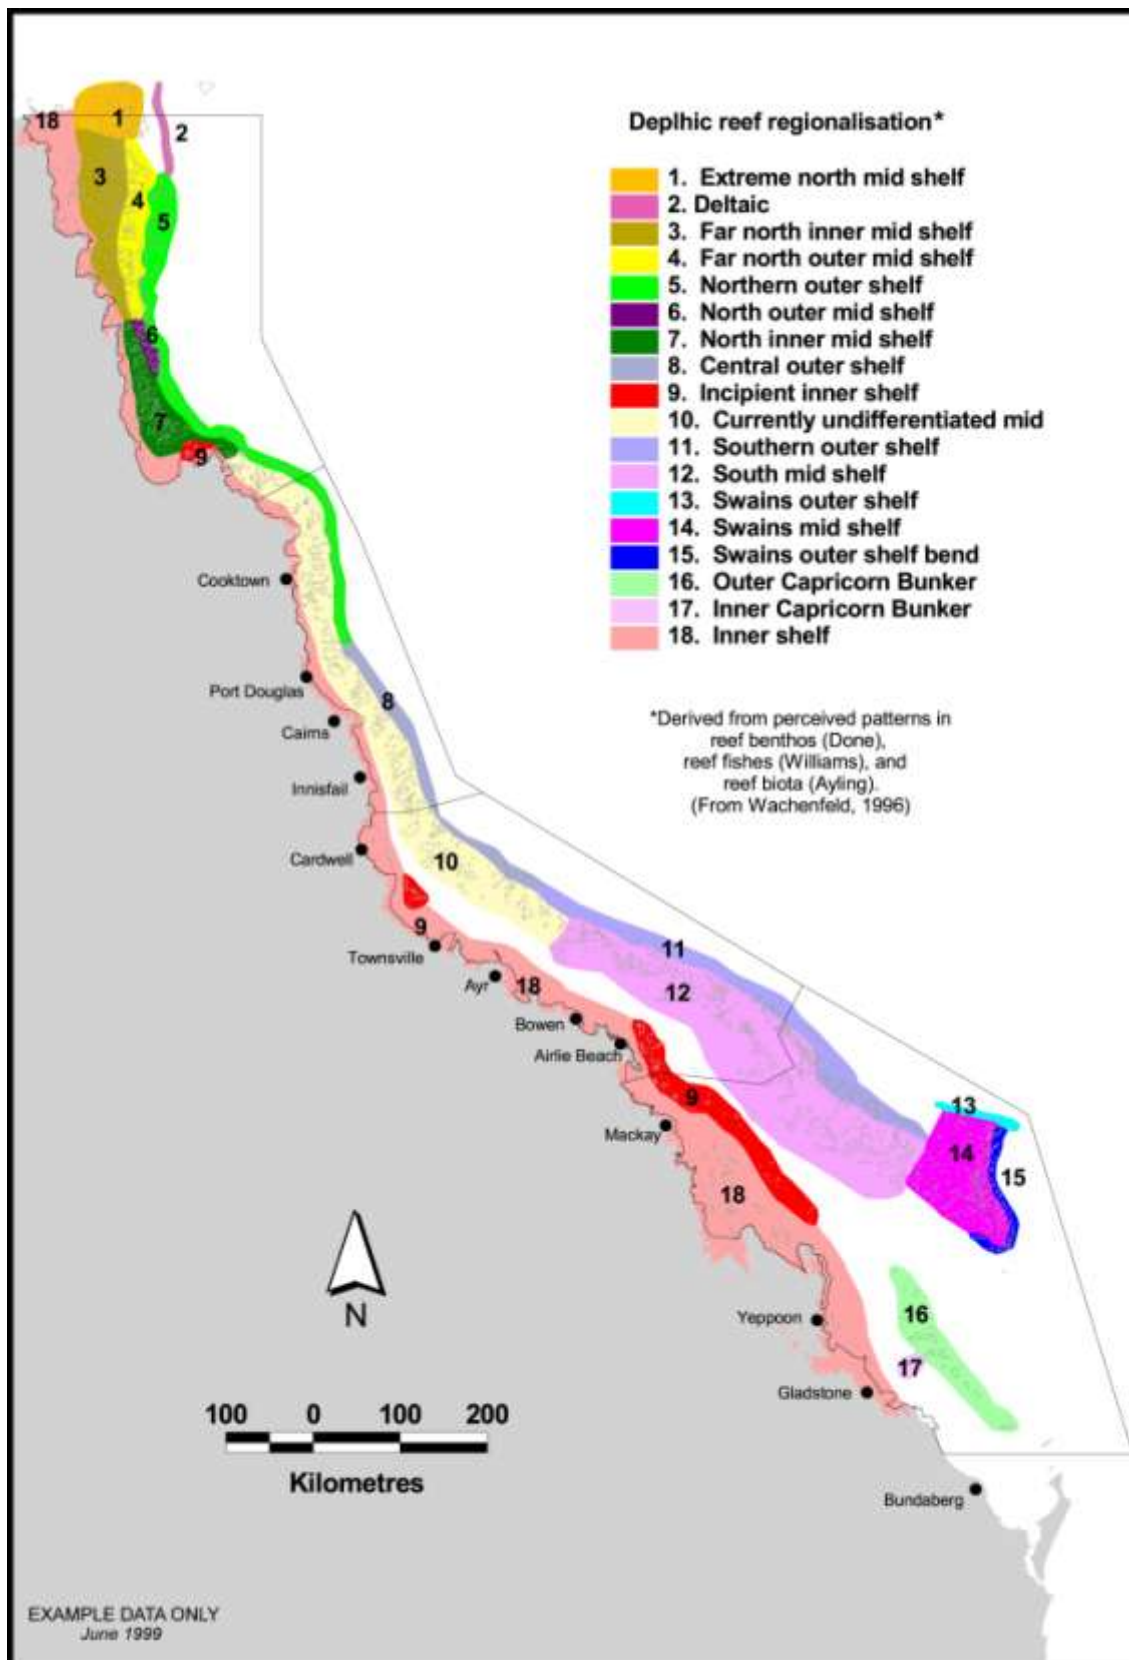 Deplhic reef regionalisation*
1. Extreme north mid shelf
2. Deltaic
3. Far north inner mid shelf
4. Far north outer mid shelf
5. Northern outer shelf
6. North outer mid shelf
7. North inner mid shelf
8. Central outer shelf
9. Incipient inner shelf
10. Currently undifferentiated mid
11. Southern outer shelf
12. South mid shelf
13. Swains outer shelf
14. Swains mid shelf
15. Swains outer shelf bend
16. Outer Capricorn Bunker
17. Inner Capricorn Bunker
18. Inner shelf
*Derived from perceived patterns in
reef benthos (Done),
reef fishes (Williams), and
reef biota (Ayling).
(From Wachenfeld, 1996)
18
1
2
3
4
5
6
7
9
Cooktown
Port Douglas
8
Cairns
Innisfail
Cardwell
10
9
Townsville
11
Ayr
18
12
Bowen
Airlie Beach
9
13
Mackay
14
15
18
16
Yeppoon
17
Gladstone
Bundaberg
N
100 0 100 200
Kilometres
EXAMPLE DATA ONLY
June 1999